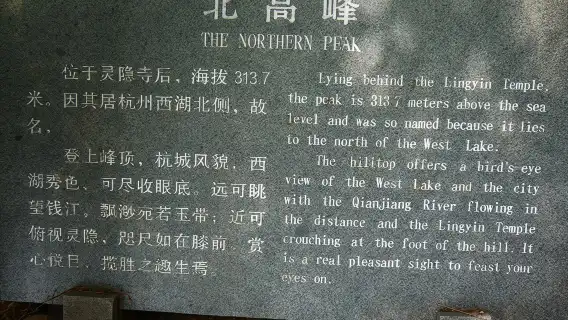 北高峰
THE NORTHERN PEAK
位于灵隐寺后，海拔 313.7
米。因其居杭州西湖北侧，故
名，
登上峰顶，杭城风貌，西
湖秀色、可尽收眼底。远可眺
望钱江。飘渺宛若玉带；近可
俯视灵隐、咫尺如在膝前。赏
心悦目、揽胜之趣生焉。
Lying behind the Lingyin Temple,
the peak is 313.7 meters above the sea
level and was so named because it lies
to the north of the West Lake.
The hilltop offers a bird's-eye
view of the West Lake and the city
with the Qianjiang River flowing in
the distance and the Lingyin Temple
crouching at the foot of the hill. It
is a real pleasant sight to feast your
eyes on.